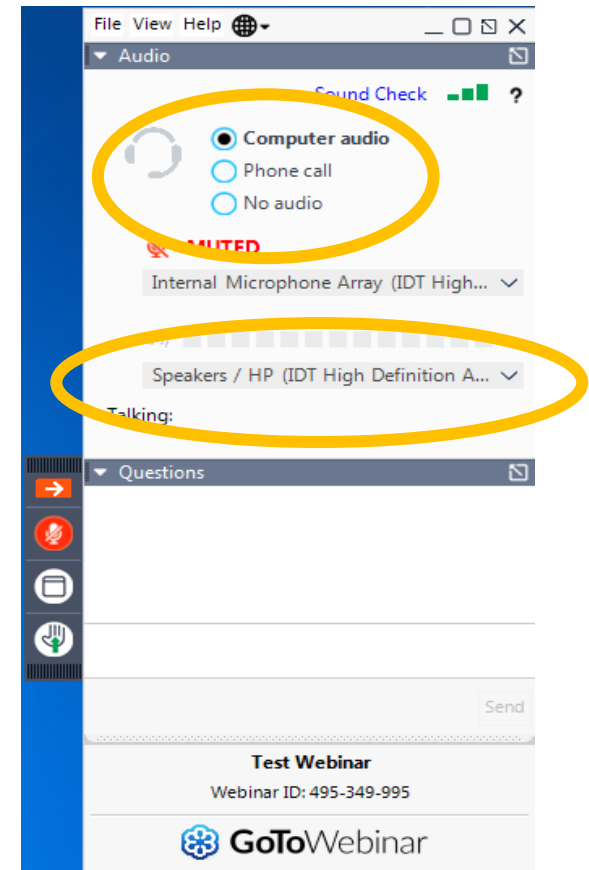 File View Help
Audio
Sound Check ?
Computer audio
Phone call
No audio
MUTED
Internal Microphone Array (IDT High...
Speakers / HP (IDT High Definition A...
Talking:
Questions
Send
Test Webinar
Webinar ID: 495-349-995
GoToWebinar